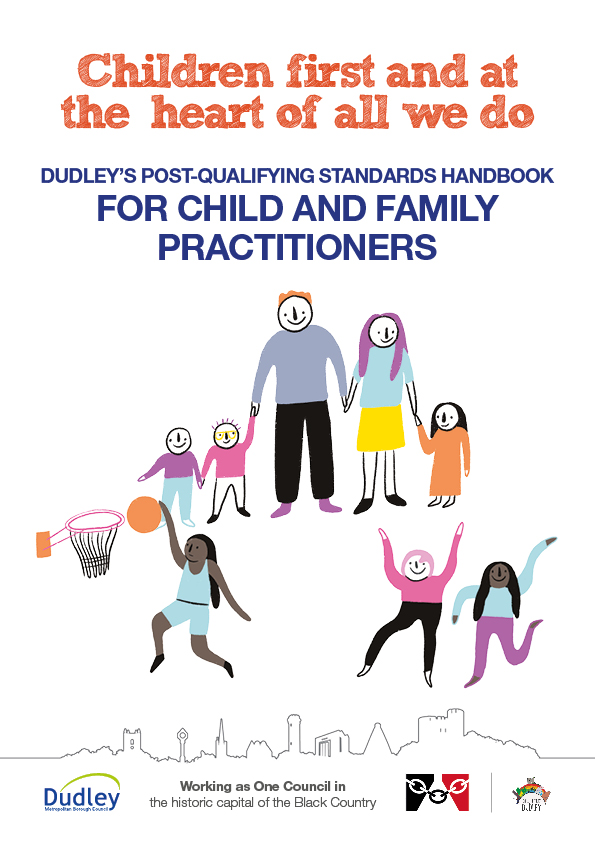 Children first and at
the heart of all we do
DUDLEY'S POST-QUALIFYING STANDARDS HANDBOOK
FOR CHILD AND FAMILY
PRACTITIONERS
Dudley
Metropolitan Borough Council
Working as One Council in
the historic capital of the Black Country
DUDLEY